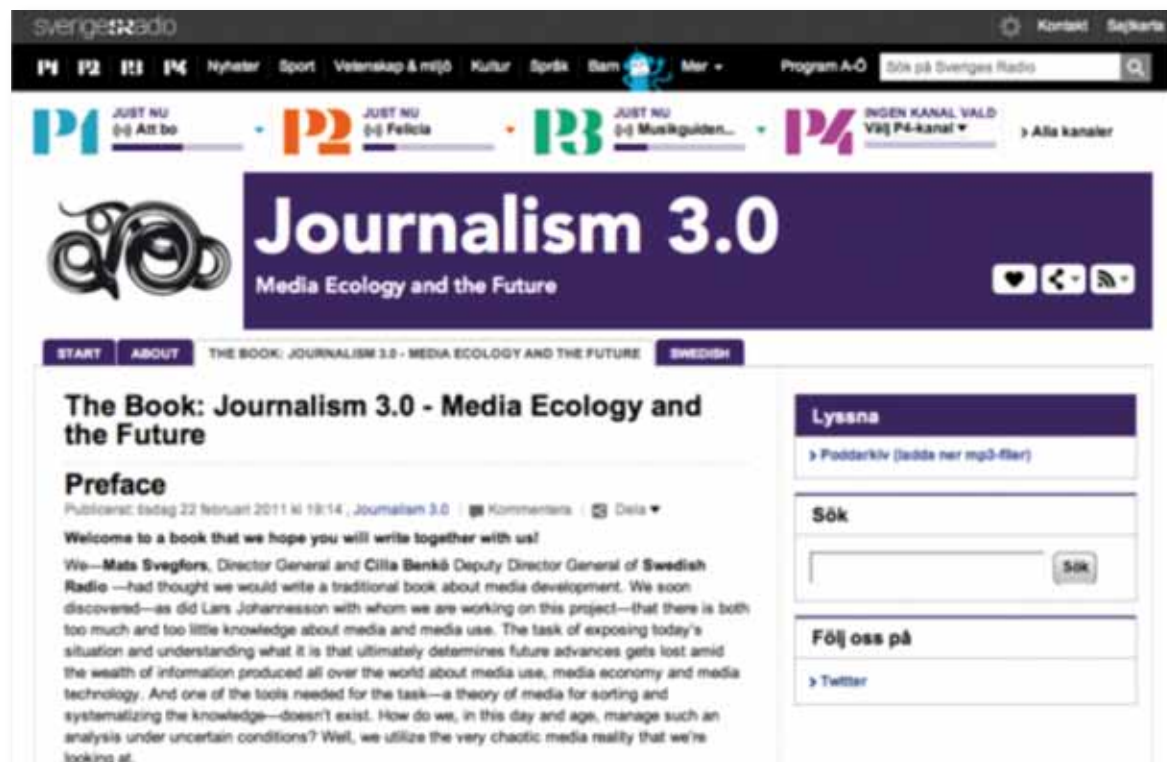 sverigesradio
Kontakt Sajtkarta
P1 P2 P3 P4 Nyheter Sport Vetenskap & miljö Kultur Språk Barn Mer Program A-Ö Sök på Sveriges Radio
P1 JUST NU
Att bo
P2 JUST NU
Felicia
P3 JUST NU
Musikguiden...
P4 INGEN KANAL VALD
Välj P4-kanal
Alla kanaler
Journalism 3.0
Media Ecology and the Future
START ABOUT THE BOOK: JOURNALISM 3.0 - MEDIA ECOLOGY AND THE FUTURE SWEDISH
The Book: Journalism 3.0 - Media Ecology and
the Future
Preface
Publicerat: tisdag 22 februari 2011 kl 19:14 , Journalism 3.0 Kommentera Dela
Welcome to a book that we hope you will write together with us!
We—Mats Svegfors, Director General and Cilla Benkö Deputy Director General of Swedish
Radio —had thought we would write a traditional book about media development. We soon
discovered—as did Lars Johannesson with whom we are working on this project—that there is both
too much and too little knowledge about media and media use. The task of exposing today's
situation and understanding what it is that ultimately determines future advances gets lost amid
the wealth of information produced all over the world about media use, media economy and media
technology. And one of the tools needed for the task—a theory of media for sorting and
systematizing the knowledge—doesn't exist. How do we, in this day and age, manage such an
analysis under uncertain conditions? Well, we utilize the very chaotic media reality that we're
looking at.
Lyssna
Poddarkiv (ladda ner mp3-filer)
Sök
Sök
Följ oss på
Twitter